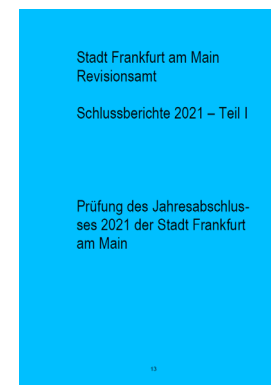 Stadt Frankfurt am Main
Revisionsamt
Schlussberichte 2021 – Teil I
Prüfung des Jahresabschlus-
ses 2021 der Stadt Frankfurt
am Main
13